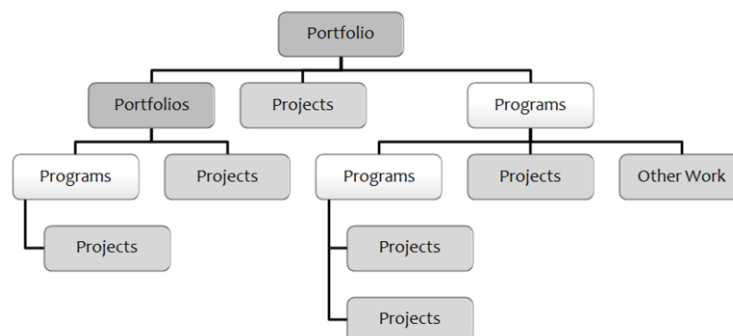 Portfolio
Portfolios
Projects
Programs
Programs
Projects
Programs
Projects
Other Work
Projects
Projects
Projects